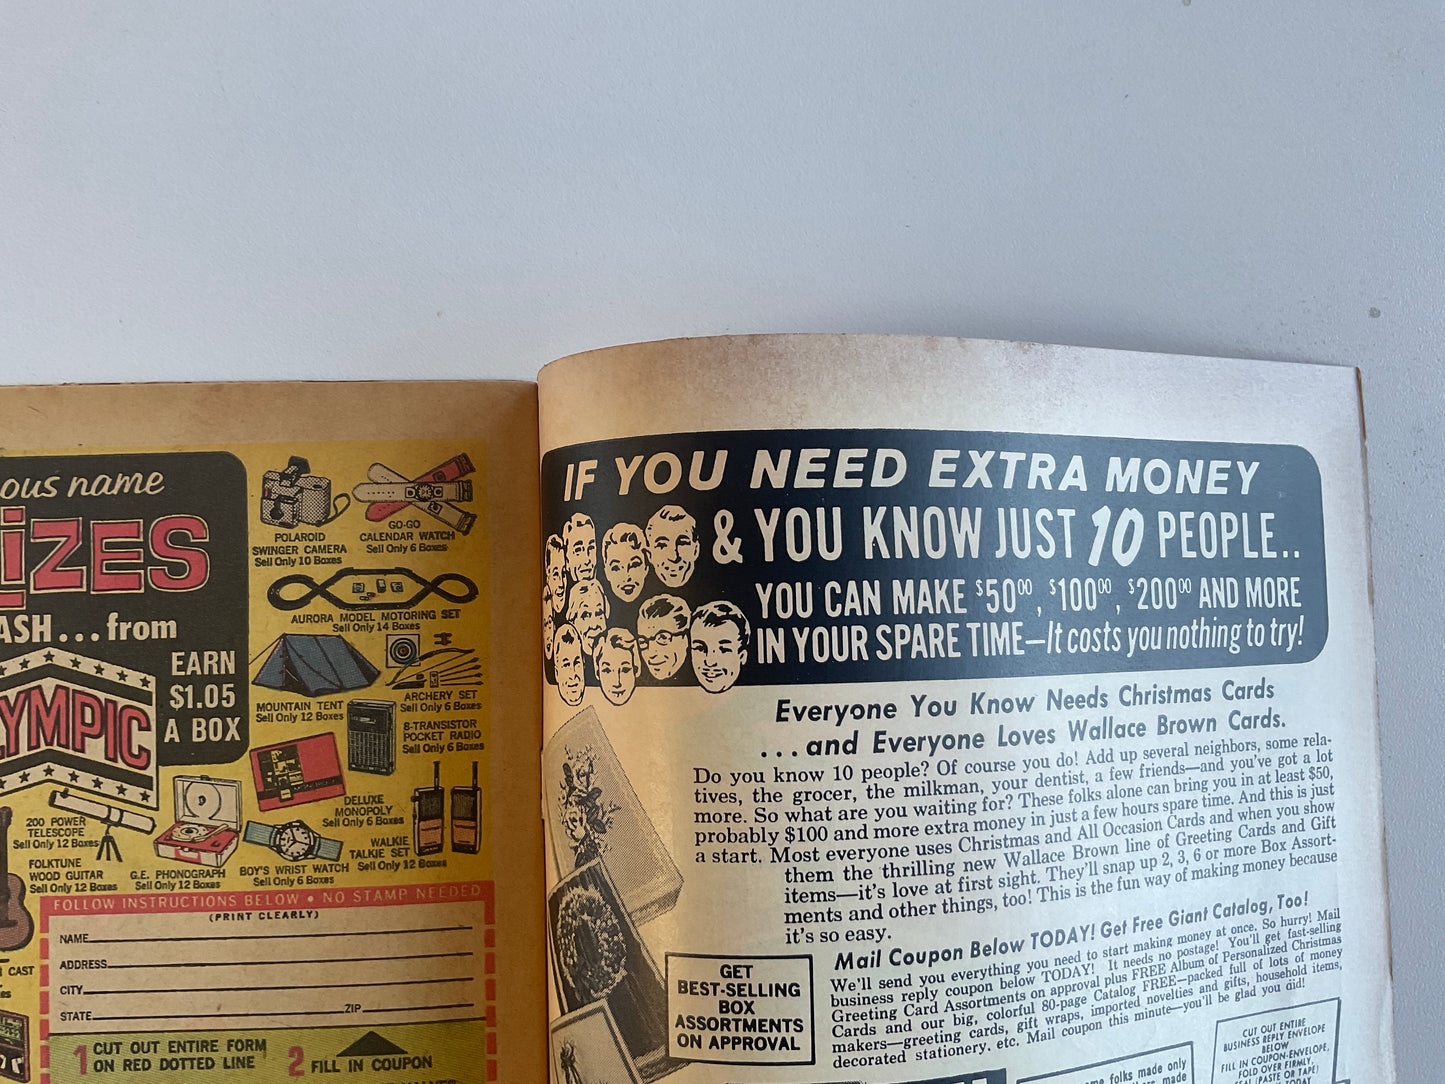 ous name
iZES
ASH...from
YMPIC
EARN
$1.05
A BOX
POLAROID
SWINGER CAMERA
Sell Only 10 Boxes
GO-GO
CALENDAR WATCH
Sell Only 6 Boxes
AURORA MODEL MOTORING SET
Sell Only 14 Boxes
MOUNTAIN TENT
Sell Only 12 Boxes
ARCHERY SET
Sell Only 6 Boxes
8-TRANSISTOR
POCKET RADIO
Sell Only 6 Boxes
DELUXE
MONOPOLY
Sell Only 6 Boxes
200 POWER
TELESCOPE
Sell Only 12 Boxes
WALKIE
TALKIE SET
Sell Only 12 Boxes
FOLKTUNE
WOOD GUITAR
Sell Only 12 Boxes
G.E. PHONOGRAPH
Sell Only 12 Boxes
BOY'S WRIST WATCH
Sell Only 6 Boxes
CAST
FOLLOW INSTRUCTIONS BELOW • NO STAMP NEEDED
(PRINT CLEARLY)
NAME
ADDRESS
CITY
STATE ZIP
1 CUT OUT ENTIRE FORM
ON RED DOTTED LINE
2 FILL IN COUPON
IF YOU NEED EXTRA MONEY
& YOU KNOW JUST 10 PEOPLE..
YOU CAN MAKE $50.00, $100.00, $200.00 AND MORE
IN YOUR SPARE TIME—It costs you nothing to try!
Everyone You Know Needs Christmas Cards
...and Everyone Loves Wallace Brown Cards.
Do you know 10 people? Of course you do! Add up several neighbors, some rela-
tives, the grocer, the milkman, your dentist, a few friends—and you've got a lot
more. So what are you waiting for? These folks alone can bring you in at least $50,
probably $100 and more extra money in just a few hours spare time. And this is just
a start. Most everyone uses Christmas and All Occasion Cards and when you show
them the thrilling new Wallace Brown line of Greeting Cards and Gift
items—it's love at first sight. They'll snap up 2, 3, 6 or more Box Assort-
ments and other things, too! This is the fun way of making money because
it's so easy.
Mail Coupon Below TODAY! Get Free Giant Catalog, Too!
We'll send you everything you need to start making money at once. So hurry! Mail
business reply coupon below TODAY! It needs no postage! You'll get fast-selling
Greeting Card Assortments on approval plus FREE Album of Personalized Christmas
Cards and our big, colorful 80-page Catalog FREE—packed full of lots of money
makers—greeting cards, gift wraps, imported novelties and gifts, household items,
decorated stationery. etc. Mail coupon this minute—you'll be glad you did!
GET
BEST-SELLING
BOX
ASSORTMENTS
ON APPROVAL
folks made only
made
CUT OUT ENTIRE
BUSINESS REPLY ENVELOPE
BELOW
FILL IN COUPON-ENVELOPE,
FOLD OVER FIRMLY,
(PASTE OR TAPE)
TODAY